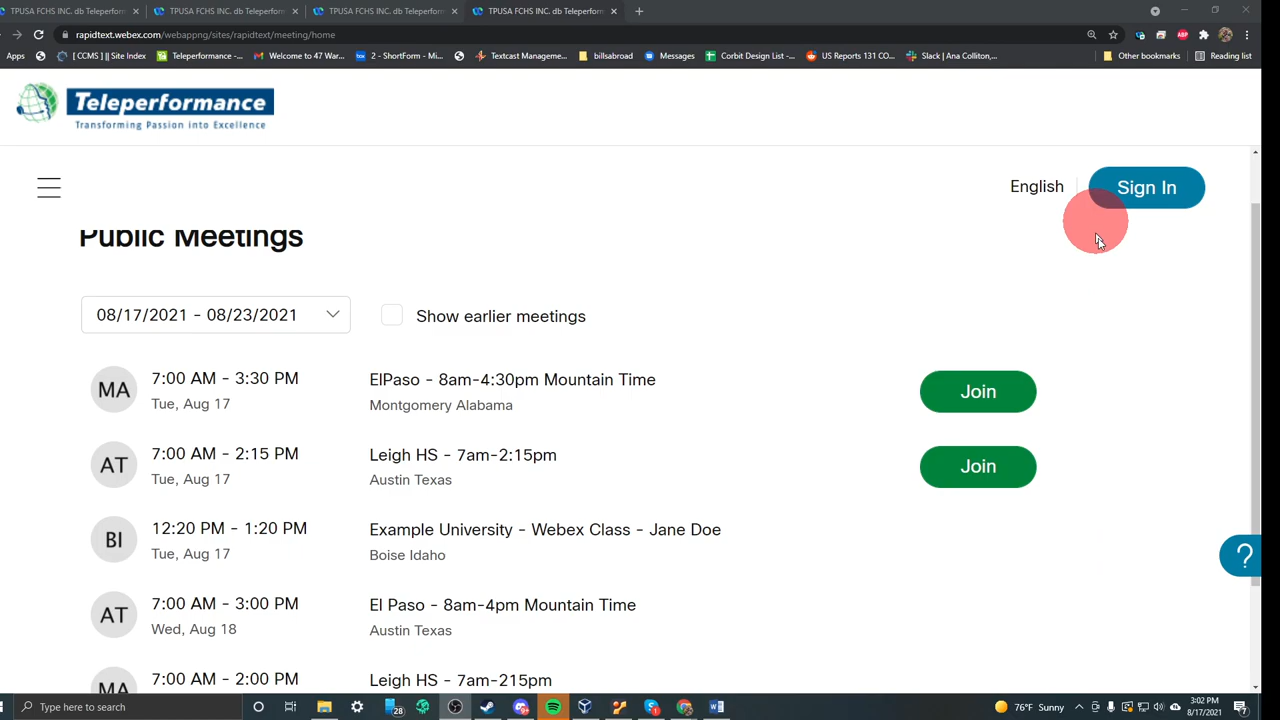 TPUSA FCHS INC. db Teleperform
TPUSA FCHS INC. db Teleperform
TPUSA FCHS INC. db Teleperform
TPUSA FCHS INC. db Teleperform
rapidtext.webex.com/webappng/sites/rapidtext/meeting/home
Apps
[ CCMS ] || Site Index
Teleperformance -...
Welcome to 47 War...
2 - ShortForm - Mi...
Textcast Manageme...
billsabroad
Messages
Corbit Design List -...
US Reports 131 CO...
Slack | Ana Colliton,...
Other bookmarks
Reading list
Teleperformance
Transforming Passion into Excellence
English
Sign In
Public Meetings
08/17/2021 - 08/23/2021
Show earlier meetings
MA
7:00 AM - 3:30 PM
ElPaso - 8am-4:30pm Mountain Time
Join
Tue, Aug 17
Montgomery Alabama
AT
7:00 AM - 2:15 PM
Leigh HS - 7am-2:15pm
Join
Tue, Aug 17
Austin Texas
BI
12:20 PM - 1:20 PM
Example University - Webex Class - Jane Doe
Tue, Aug 17
Boise Idaho
?
AT
7:00 AM - 3:00 PM
El Paso - 8am-4pm Mountain Time
Wed, Aug 18
Austin Texas
MA
7:00 AM - 2:00 PM
Leigh HS - 7am-215pm
Type here to search
28
76°F Sunny
3:02 PM
8/17/2021